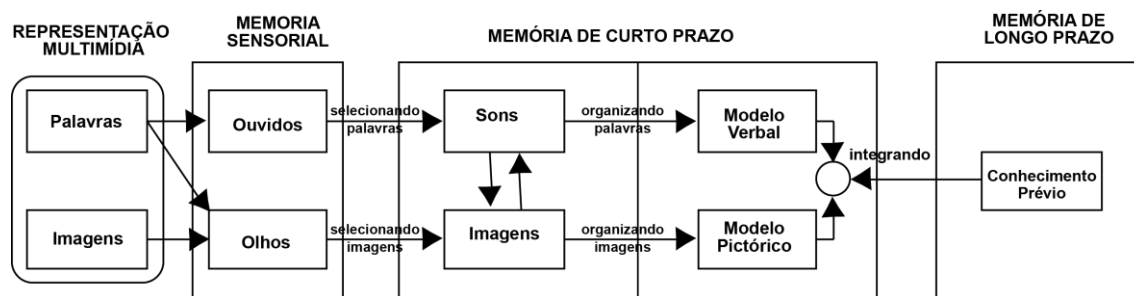 REPRESENTAÇÃO
MULTIMÍDIA
MEMORIA
SENSORIAL
MEMÓRIA DE CURTO PRAZO
MEMÓRIA DE
LONGO PRAZO
Palavras
Ouvidos
selecionando
palavras
Sons
organizando
palavras
Modelo
Verbal
integrando
Conhecimento
Prévio
Imagens
Olhos
selecionando
imagens
Imagens
organizando
imagens
Modelo
Pictórico